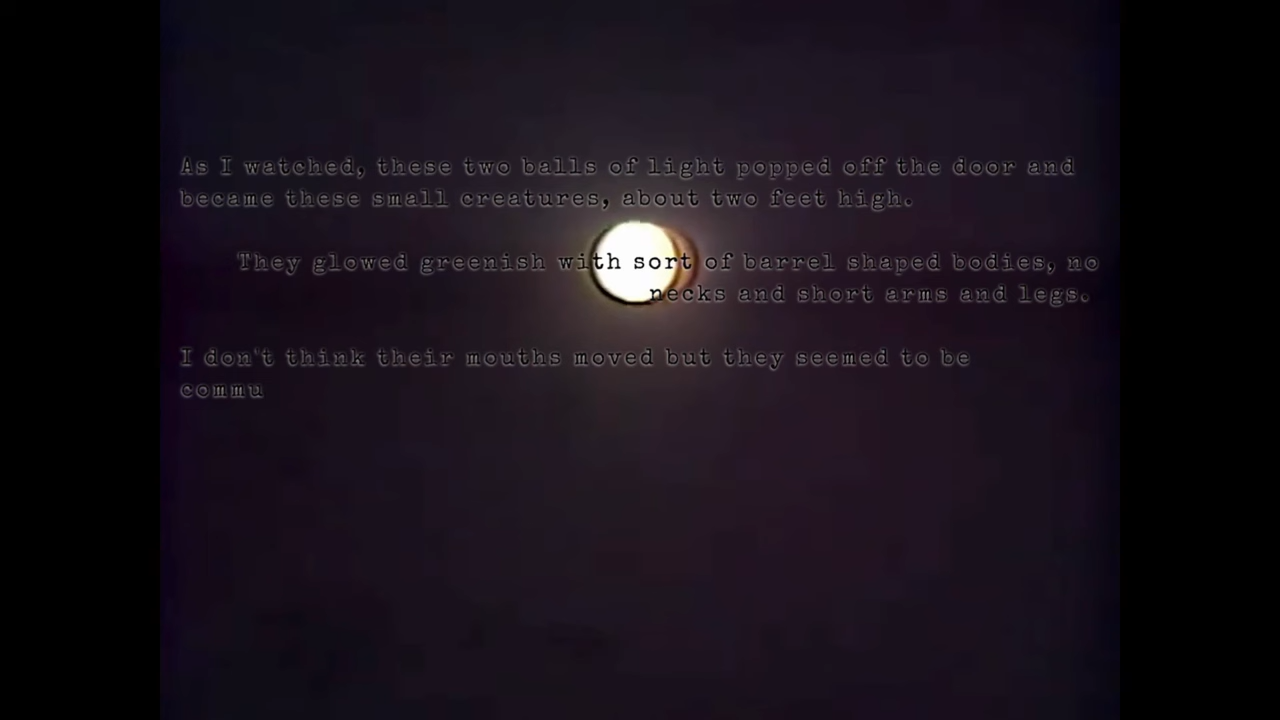 As I watched, these two balls of light popped off the door and
became these small creatures, about two feet high.
They glowed greenish with sort of barrel shaped bodies, no
necks and short arms and legs.
I don't think their mouths moved but they seemed to be
commu